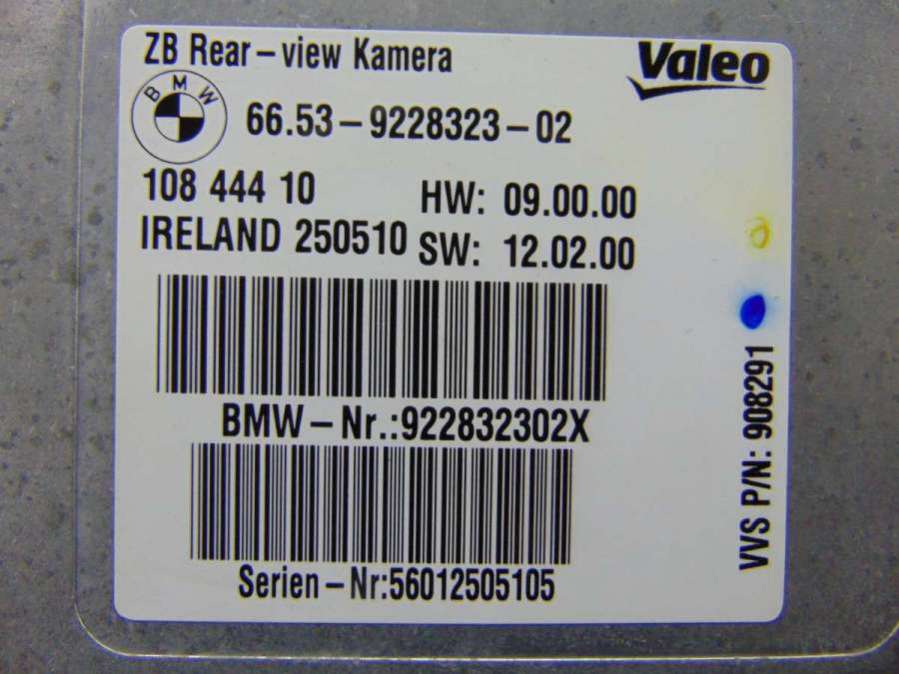 ZB Rear-view Kamera
Valeo
BMW
66.53-9228323-02
108 444 10
HW: 09.00.00
IRELAND 250510
SW: 12.02.00
BMW-Nr.:922832302X
Serien-Nr:56012505105
VVS P/N: 908291